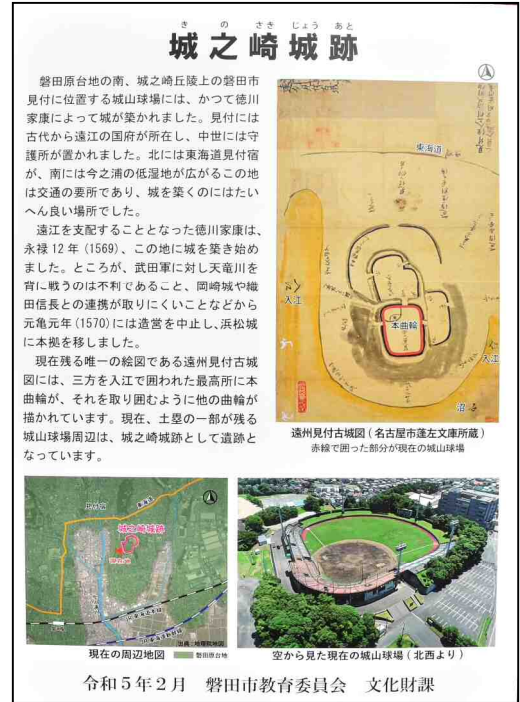 き の さき じょう あと
城之崎城跡
磐田原台地の南、城之崎丘陵上の磐田市
見付に位置する城山球場には、かつて徳川
家康によって城が築かれました。見付には
古代から遠江の国府が所在し、中世には守
護所が置かれました。北には東海道見付宿
が、南には今之浦の低湿地が広がるこの地
は交通の要所であり、城を築くのにはたい
へん良い場所でした。
遠江を支配することとなった徳川家康は、
永禄12年(1569)、この地に城を築き始め
ました。ところが、武田軍に対し天竜川を
背に戦うのは不利であること、岡崎城や織
田信長との連携が取りにくいことなどから
元亀元年(1570)には造営を中止し、浜松城
に本拠を移しました。
現在残る唯一の絵図である遠州見付古城
図には、三方を入江で囲われた最高所に本
曲輪が、それを取り囲むように他の曲輪が
描かれています。現在、土塁の一部が残る
城山球場周辺は、城之崎城跡として遺跡と
なっています。
東海道
入江
本曲輪
入江
沼
遠州見付古城図(名古屋市蓬左文庫所蔵)
赤線で囲った部分が現在の城山球場
見付宿
東海道
城之崎城跡
現在地
現在の周辺地図
磐田原台地
空から見た現在の城山球場(北西より)
令和5年2月 磐田市教育委員会 文化財課